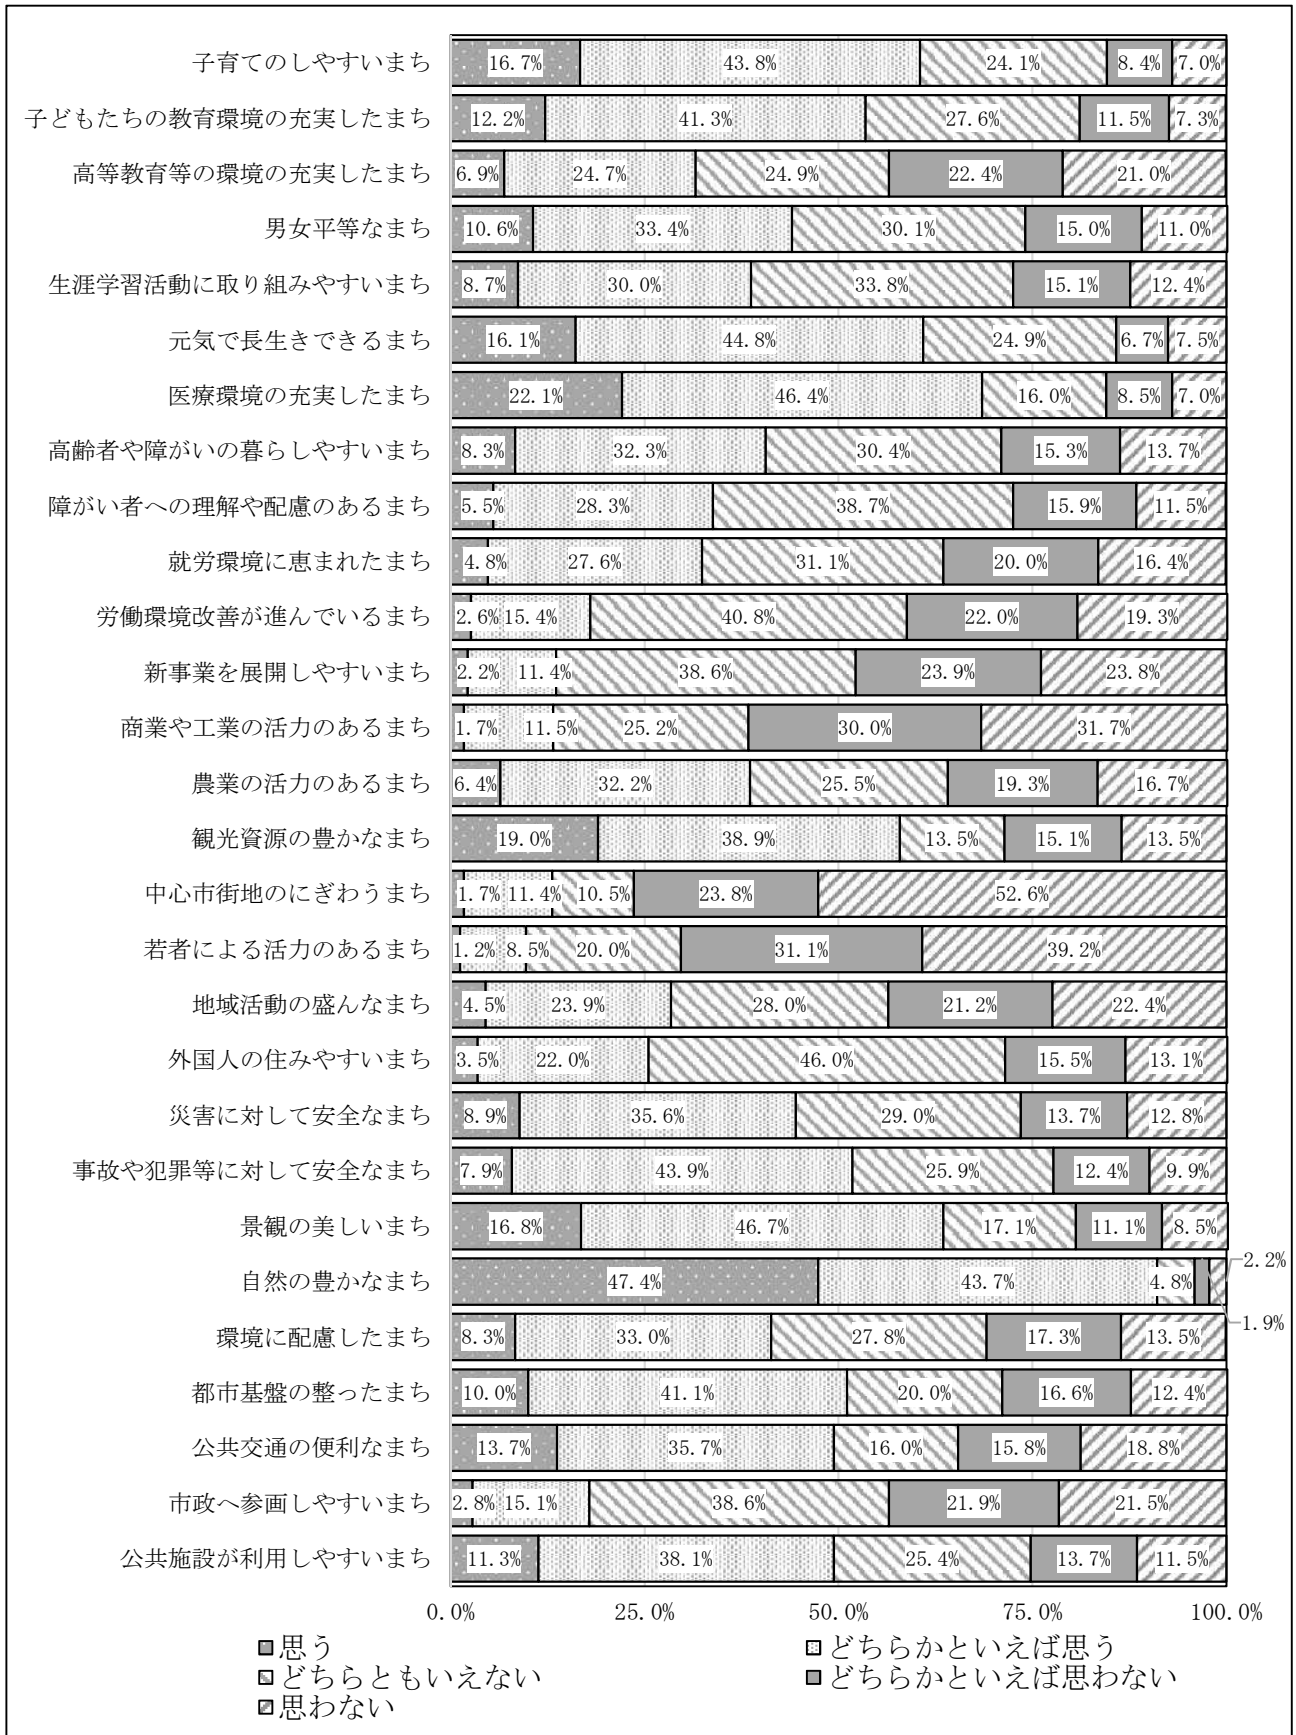 子育てのしやすいまち 16.7% 43.8% 24.1% 8.4% 7.0%
子どもたちの教育環境の充実したまち 12.2% 41.3% 27.6% 11.5% 7.3%
高等教育等の環境の充実したまち 6.9% 24.7% 24.9% 22.4% 21.0%
男女平等なまち 10.6% 33.4% 30.1% 15.0% 11.0%
生涯学習活動に取り組みやすいまち 8.7% 30.0% 33.8% 15.1% 12.4%
元気で長生きできるまち 16.1% 44.8% 24.9% 6.7% 7.5%
医療環境の充実したまち 22.1% 46.4% 16.0% 8.5% 7.0%
高齢者や障がいの暮らしやすいまち 8.3% 32.3% 30.4% 15.3% 13.7%
障がい者への理解や配慮のあるまち 5.5% 28.3% 38.7% 15.9% 11.5%
就労環境に恵まれたまち 4.8% 27.6% 31.1% 20.0% 16.4%
労働環境改善が進んでいるまち 2.6% 15.4% 40.8% 22.0% 19.3%
新事業を展開しやすいまち 2.2% 11.4% 38.6% 23.9% 23.8%
商業や工業の活力のあるまち 1.7% 11.5% 25.2% 30.0% 31.7%
農業の活力のあるまち 6.4% 32.2% 25.5% 19.3% 16.7%
観光資源の豊かなまち 19.0% 38.9% 13.5% 15.1% 13.5%
中心市街地のにぎわうまち 1.7% 11.4% 10.5% 23.8% 52.6%
若者による活力のあるまち 1.2% 8.5% 20.0% 31.1% 39.2%
地域活動の盛んなまち 4.5% 23.9% 28.0% 21.2% 22.4%
外国人の住みやすいまち 3.5% 22.0% 46.0% 15.5% 13.1%
災害に対して安全なまち 8.9% 35.6% 29.0% 13.7% 12.8%
事故や犯罪等に対して安全なまち 7.9% 43.9% 25.9% 12.4% 9.9%
景観の美しいまち 16.8% 46.7% 17.1% 11.1% 8.5%
2.2%
自然の豊かなまち 47.4% 43.7% 4.8%
1.9%
環境に配慮したまち 8.3% 33.0% 27.8% 17.3% 13.5%
都市基盤の整ったまち 10.0% 41.1% 20.0% 16.6% 12.4%
公共交通の便利なまち 13.7% 35.7% 16.0% 15.8% 18.8%
市政へ参画しやすいまち 2.8% 15.1% 38.6% 21.9% 21.5%
公共施設が利用しやすいまち 11.3% 38.1% 25.4% 13.7% 11.5%
0.0% 25.0% 50.0% 75.0% 100.0%
思う どちらかといえば思う
どちらともいえない どちらかといえば思わない
思わない